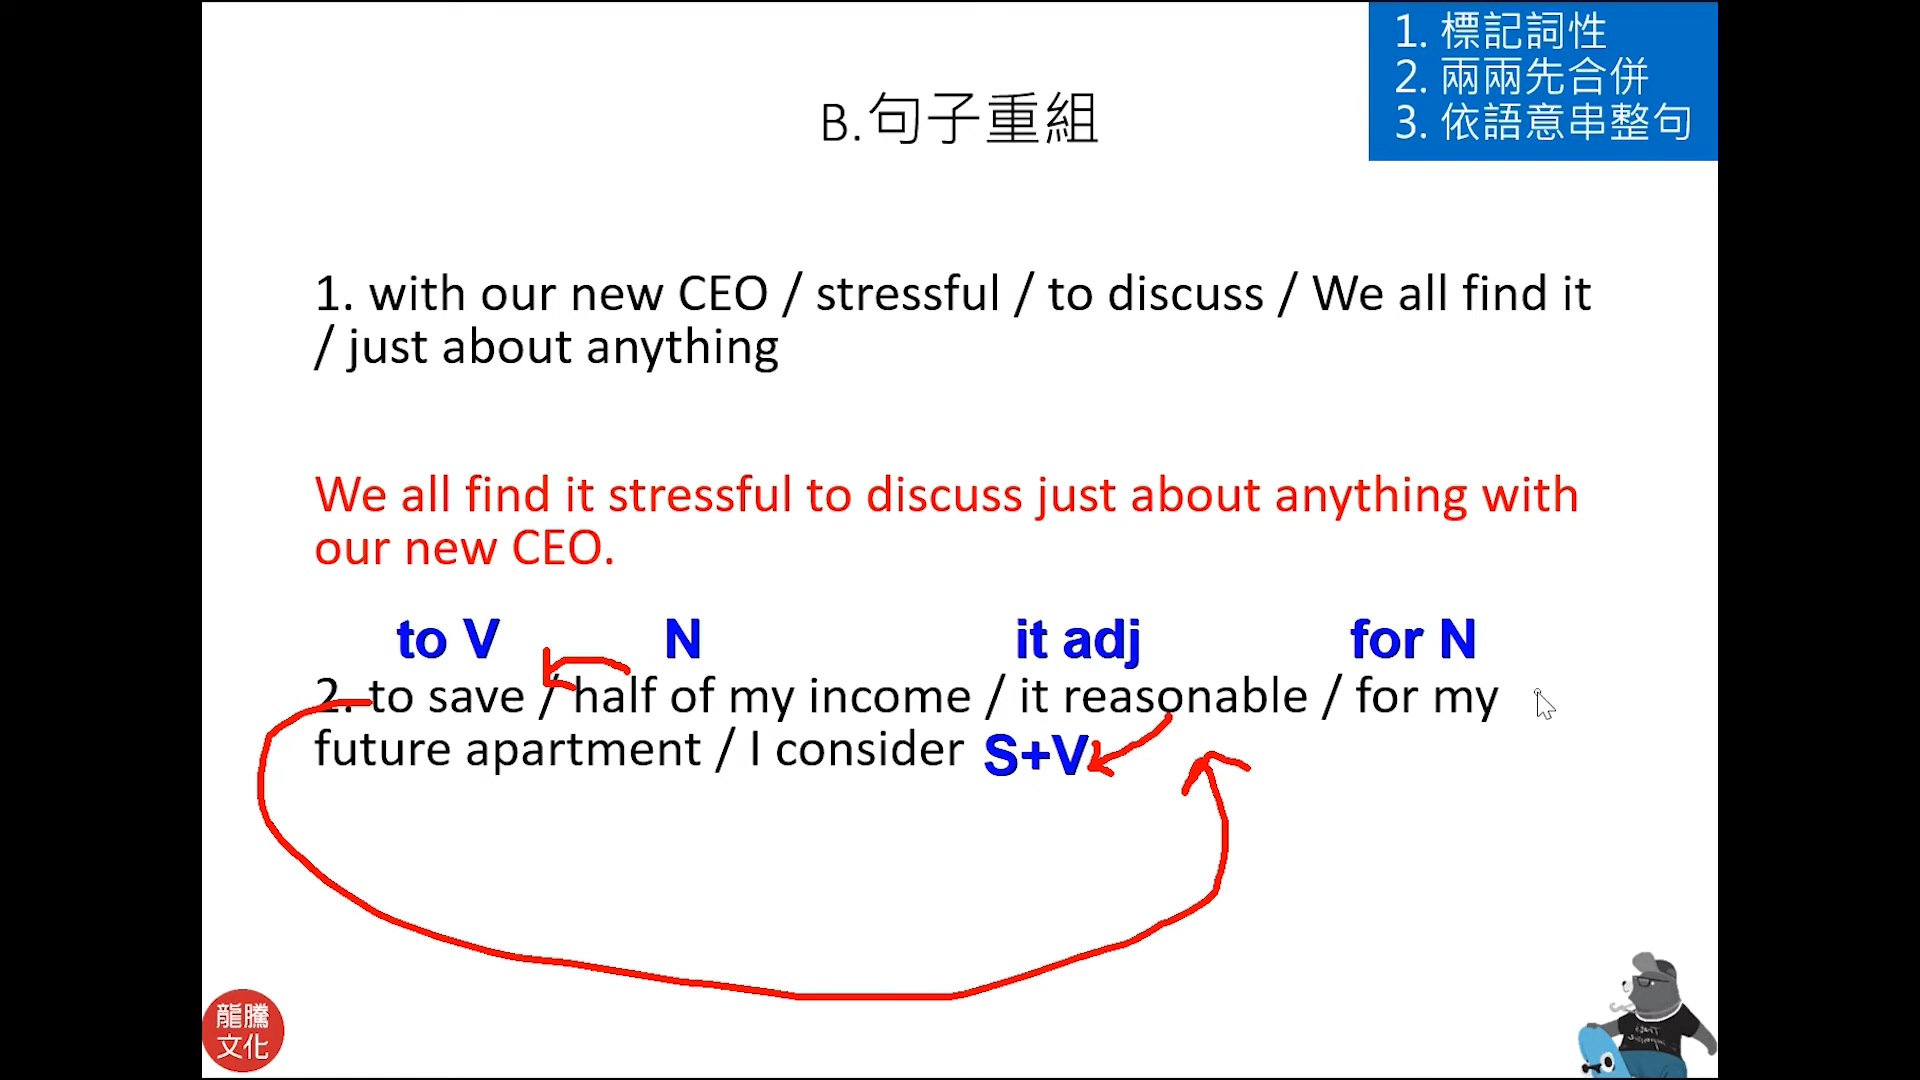 1. 標記詞性
2. 兩兩先合併
3. 依語意串整句
B.句子重組
1. with our new CEO / stressful / to discuss / We all find it
/ just about anything
We all find it stressful to discuss just about anything with
our new CEO.
to V N it adj for N
2. to save / half of my income / it reasonable / for my
future apartment / I consider S+V
龍騰
文化